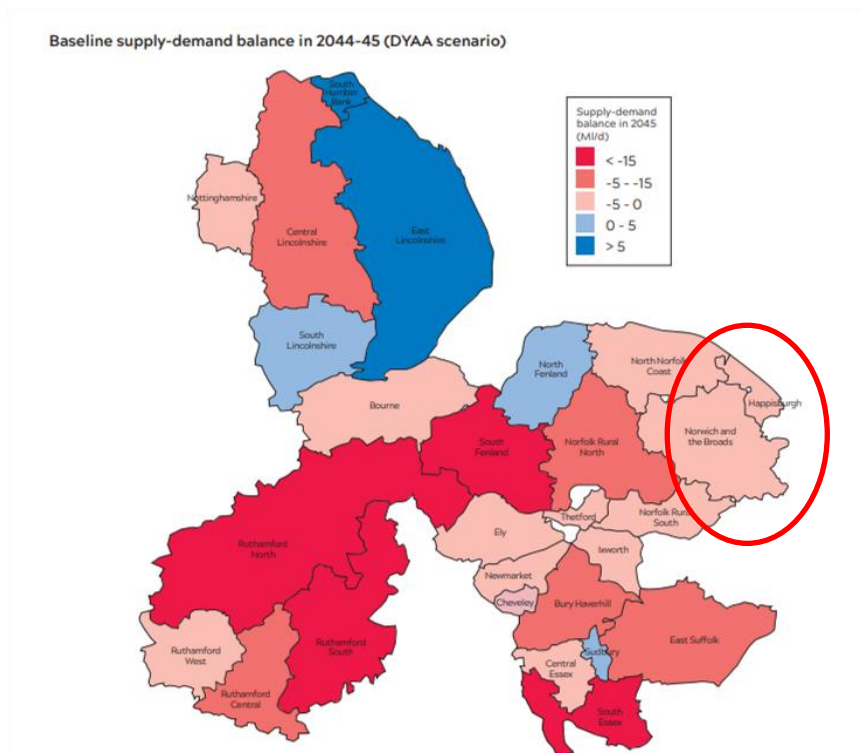 Baseline supply-demand balance in 2044-45 (DYAA scenario)
South
Humber
Bank
Supply-demand
balance in 2045
(Ml/d)
< -15
-5 - -15
-5 - 0
0 - 5
> 5
Nottinghamshire
Central
Lincolnshire
East
Lincolnshire
South
Lincolnshire
North
Fenland
North Norfolk
Coast
Happisburgh
Bourne
Norwich and
the Broads
South
Fenland
Norfolk Rural
North
Thetford
Norfolk Rural
South
Ely
Ixworth
Ruthamford
North
Newmarket
Cheveley
Bury Haverhill
East Suffolk
Ruthamford
South
Sudbury
Ruthamford
West
Central
Essex
Ruthamford
Central
South
Essex